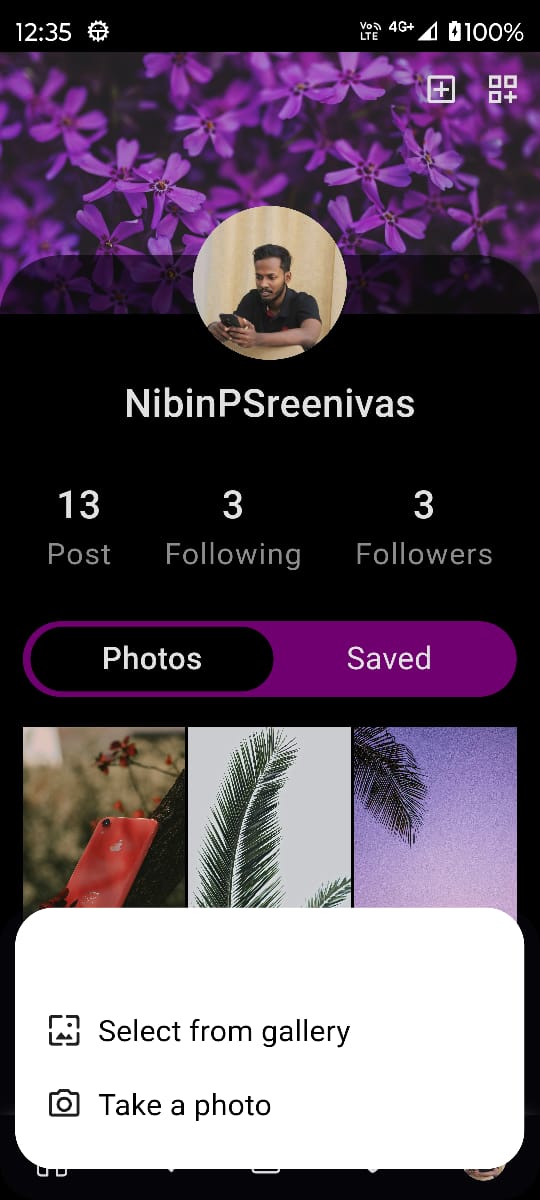 12:35 Vo LTE 4G+ 100%
NibinPSreenivas
13 3 3
Post Following Followers
Photos Saved
Select from gallery
Take a photo